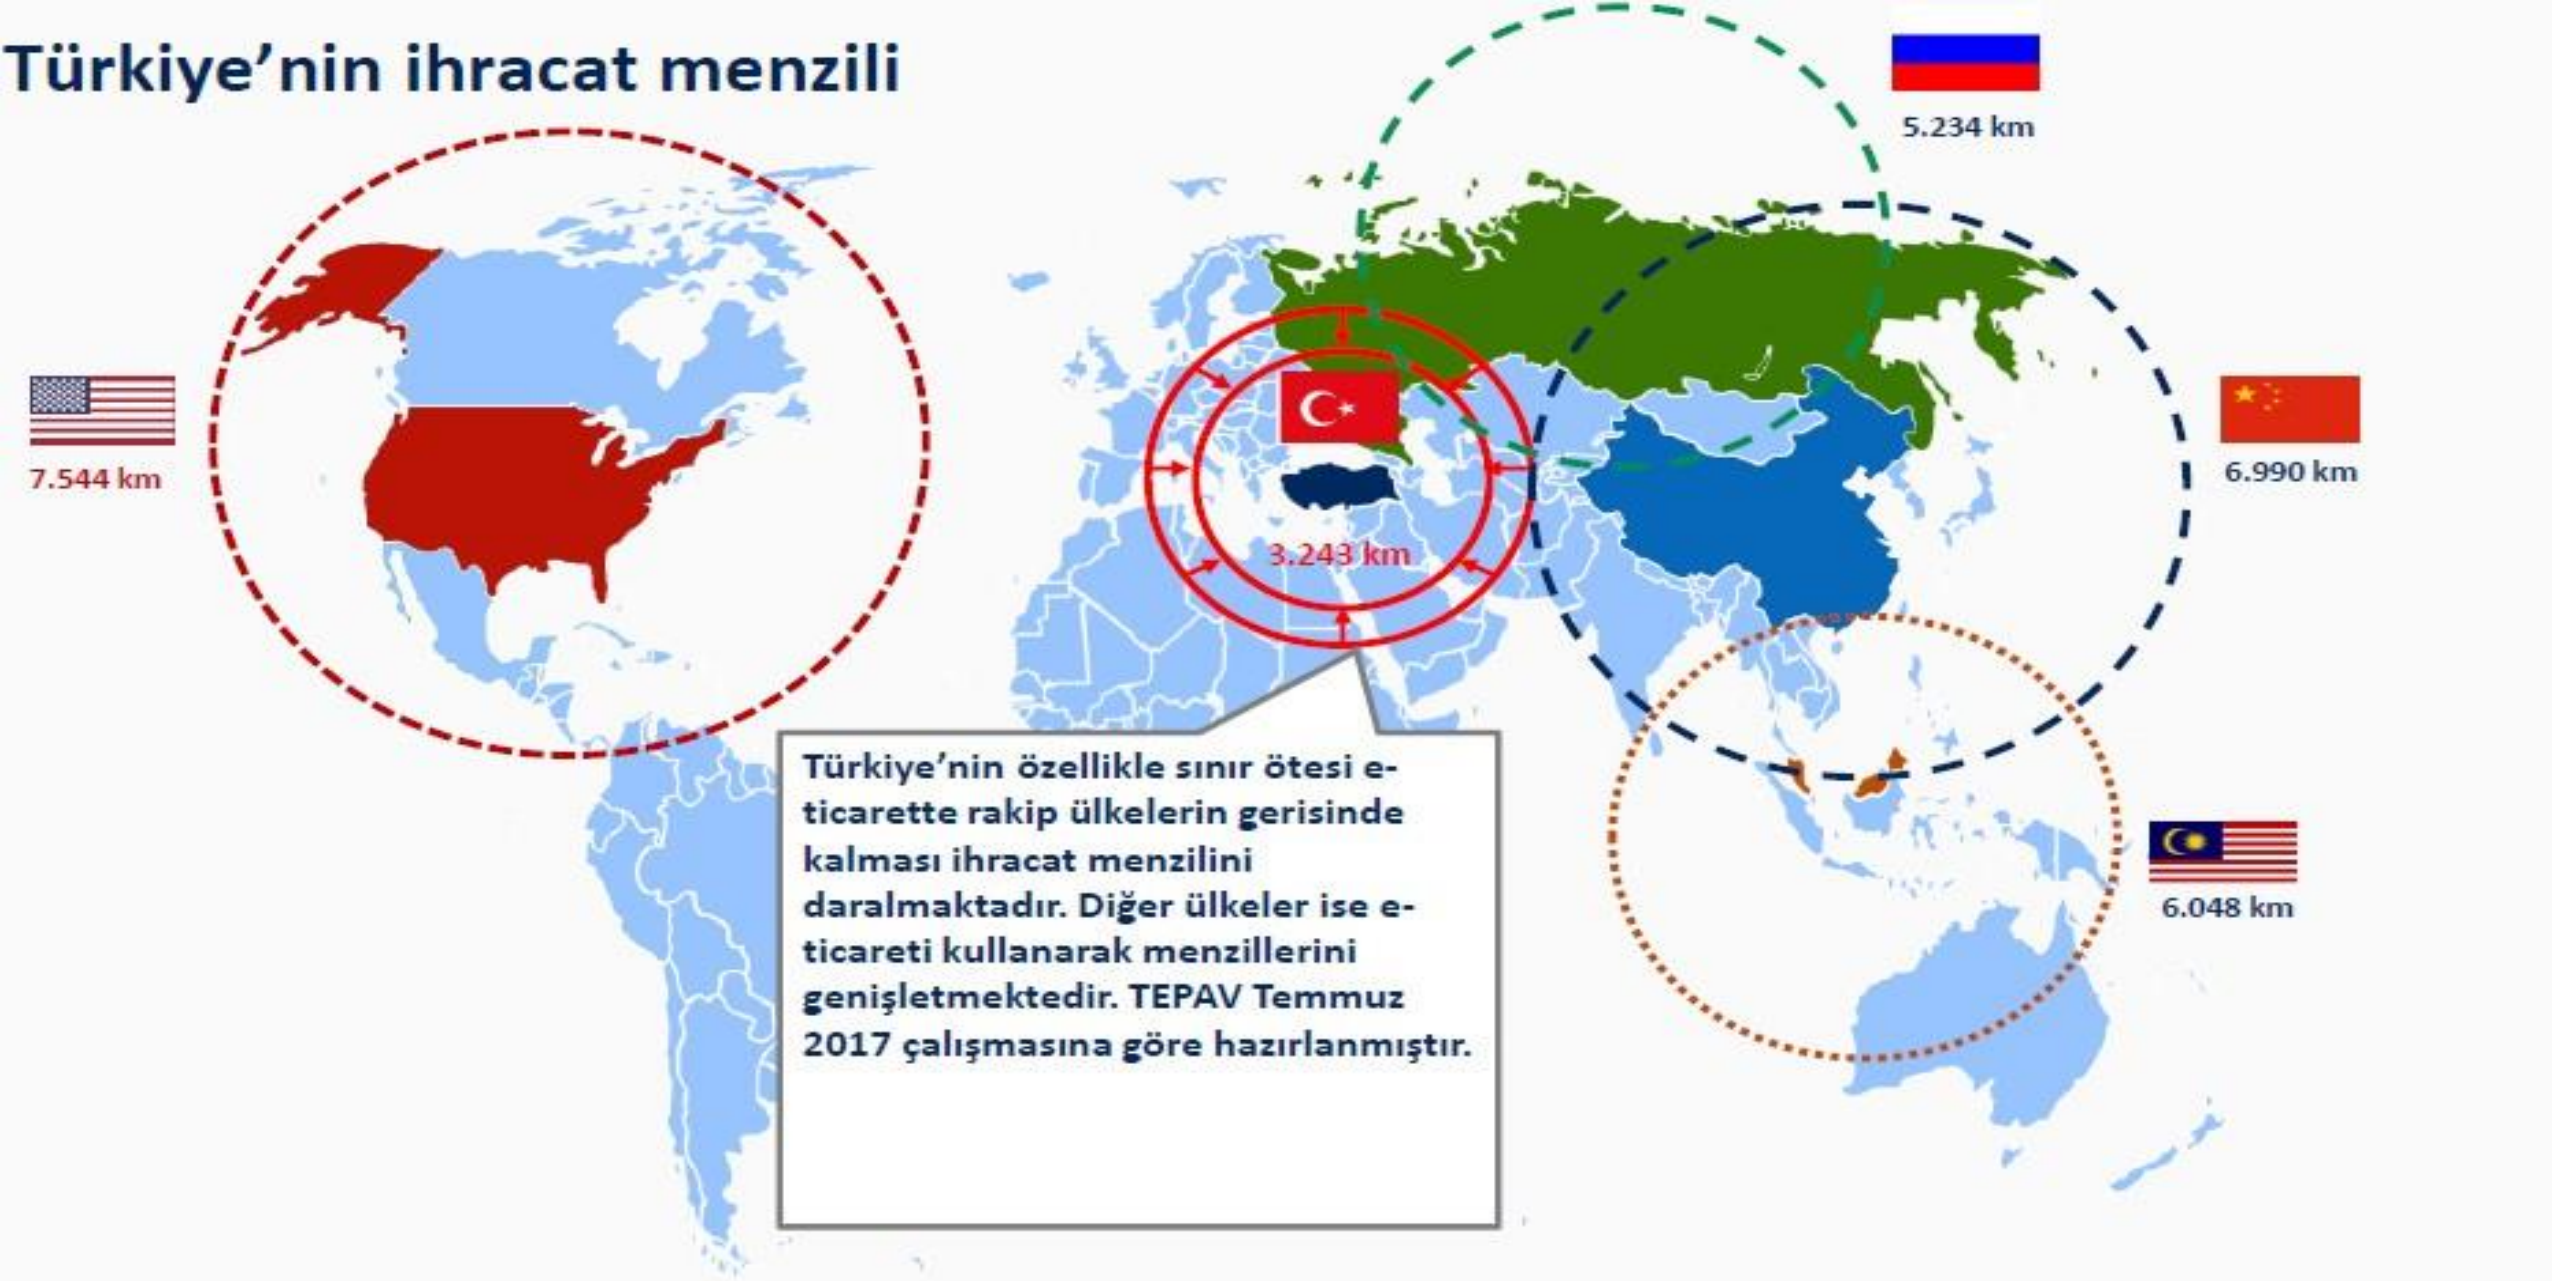 Türkiye’nin ihracat menzili
5.234 km
7.544 km
6.990 km
3.243 km
Türkiye’nin özellikle sınır ötesi e-
ticarette rakip ülkelerin gerisinde
kalması ihracat menzilini
daralmaktadır. Diğer ülkeler ise e-
ticareti kullanarak menzillerini
genişletmektedir. TEPAV Temmuz
2017 çalışmasına göre hazırlanmıştır.
6.048 km